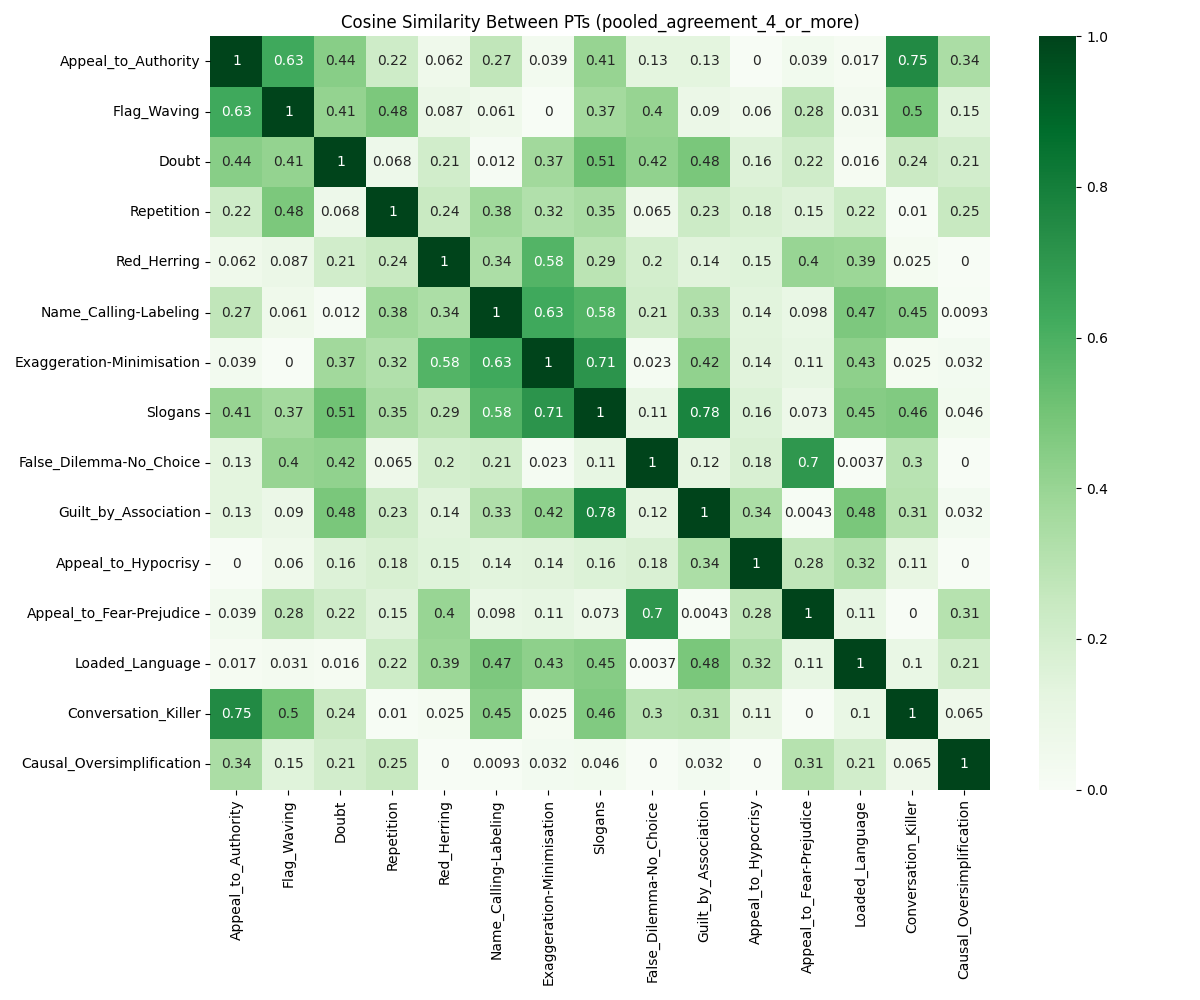 Cosine Similarity Between PTs (pooled_agreement_4_or_more)
Appeal_to_Authority 1 0.63 0.44 0.22 0.062 0.27 0.039 0.41 0.13 0.13 0 0.039 0.017 0.75 0.34
Flag_Waving 0.63 1 0.41 0.48 0.087 0.061 0 0.37 0.4 0.09 0.06 0.28 0.031 0.5 0.15
Doubt 0.44 0.41 1 0.068 0.21 0.012 0.37 0.51 0.42 0.48 0.16 0.22 0.016 0.24 0.21
Repetition 0.22 0.48 0.068 1 0.24 0.38 0.32 0.35 0.065 0.23 0.18 0.15 0.22 0.01 0.25
Red_Herring 0.062 0.087 0.21 0.24 1 0.34 0.58 0.29 0.2 0.14 0.15 0.4 0.39 0.025 0
Name_Calling-Labeling 0.27 0.061 0.012 0.38 0.34 1 0.63 0.58 0.21 0.33 0.14 0.098 0.47 0.45 0.0093
Exaggeration-Minimisation 0.039 0 0.37 0.32 0.58 0.63 1 0.71 0.023 0.42 0.14 0.11 0.43 0.025 0.032
Slogans 0.41 0.37 0.51 0.35 0.29 0.58 0.71 1 0.11 0.78 0.16 0.073 0.45 0.46 0.046
False_Dilemma-No_Choice 0.13 0.4 0.42 0.065 0.2 0.21 0.023 0.11 1 0.12 0.18 0.7 0.0037 0.3 0
Guilt_by_Association 0.13 0.09 0.48 0.23 0.14 0.33 0.42 0.78 0.12 1 0.34 0.0043 0.48 0.31 0.032
Appeal_to_Hypocrisy 0 0.06 0.16 0.18 0.15 0.14 0.14 0.16 0.18 0.34 1 0.28 0.32 0.11 0
Appeal_to_Fear-Prejudice 0.039 0.28 0.22 0.15 0.4 0.098 0.11 0.073 0.7 0.0043 0.28 1 0.11 0 0.31
Loaded_Language 0.017 0.031 0.016 0.22 0.39 0.47 0.43 0.45 0.0037 0.48 0.32 0.11 1 0.1 0.21
Conversation_Killer 0.75 0.5 0.24 0.01 0.025 0.45 0.025 0.46 0.3 0.31 0.11 0 0.1 1 0.065
Causal_Oversimplification 0.34 0.15 0.21 0.25 0 0.0093 0.032 0.046 0 0.032 0 0.31 0.21 0.065 1
Appeal_to_Authority
Flag_Waving
Doubt
Repetition
Red_Herring
Name_Calling-Labeling
Exaggeration-Minimisation
Slogans
False_Dilemma-No_Choice
Guilt_by_Association
Appeal_to_Hypocrisy
Appeal_to_Fear-Prejudice
Loaded_Language
Conversation_Killer
Causal_Oversimplification
1.0
0.8
0.6
0.4
0.2
0.0